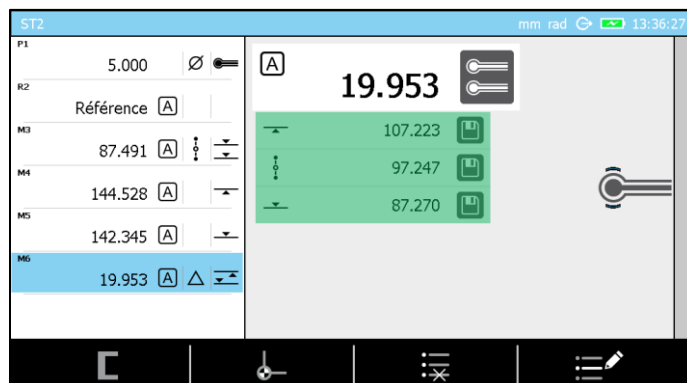 ST2 mm rad 13:36:27
P1
5.000
R2
Référence A
M3
87.491 A
M4
144.528 A
M5
142.345 A
M6
19.953 A
A
19.953
107.223
97.247
87.270